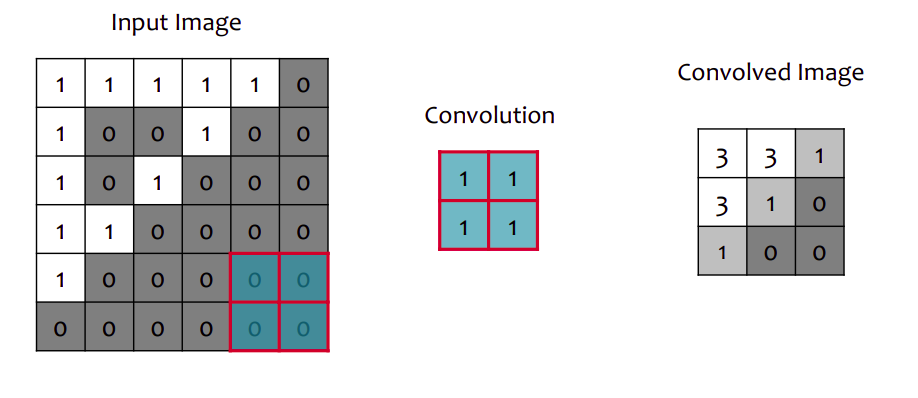 Input Image
1 1 1 1 1 0
1 0 0 1 0 0
1 0 1 0 0 0
1 1 0 0 0 0
1 0 0 0 0 0
0 0 0 0 0 0
Convolution
1 1
1 1
Convolved Image
3 3 1
3 1 0
1 0 0